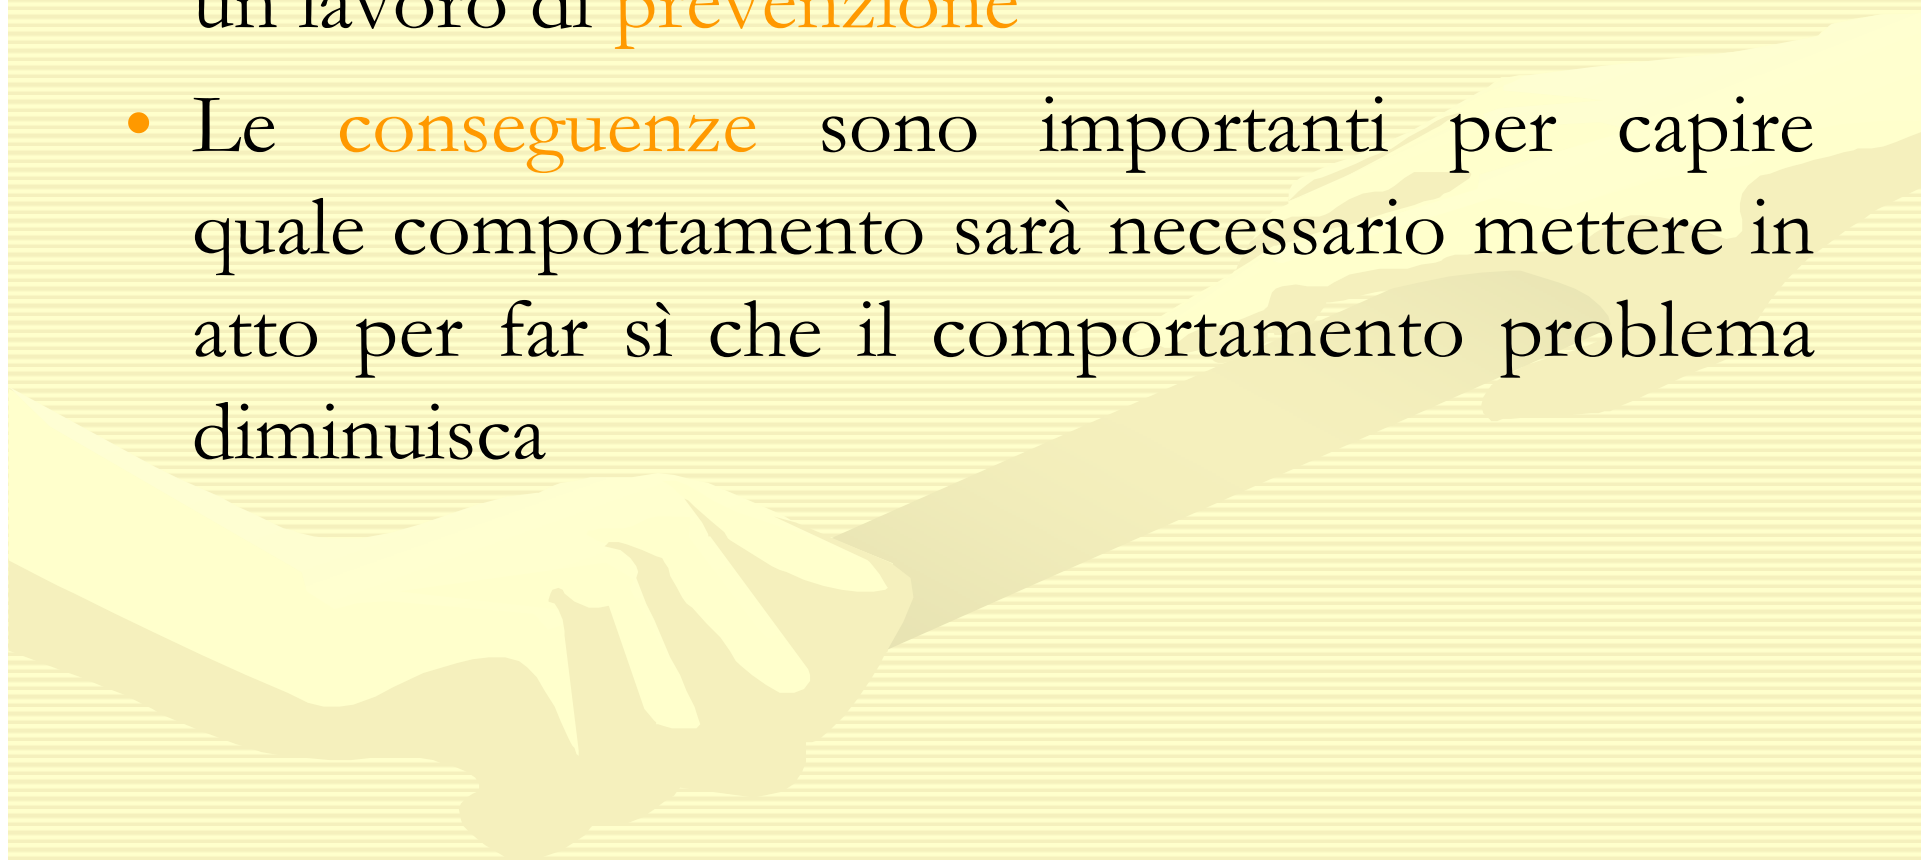 un lavoro di prevenzione
• Le conseguenze sono importanti per capire
quale comportamento sarà necessario mettere in
atto per far sì che il comportamento problema
diminuisca